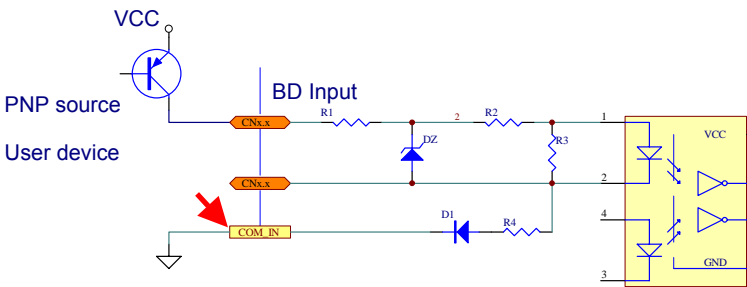 VCC
PNP source
User device
BD Input
CNx.x
R1
2
R2
1
DZ
R3
VCC
CNx.x
2
D1
R4
4
COM_IN
GND
3